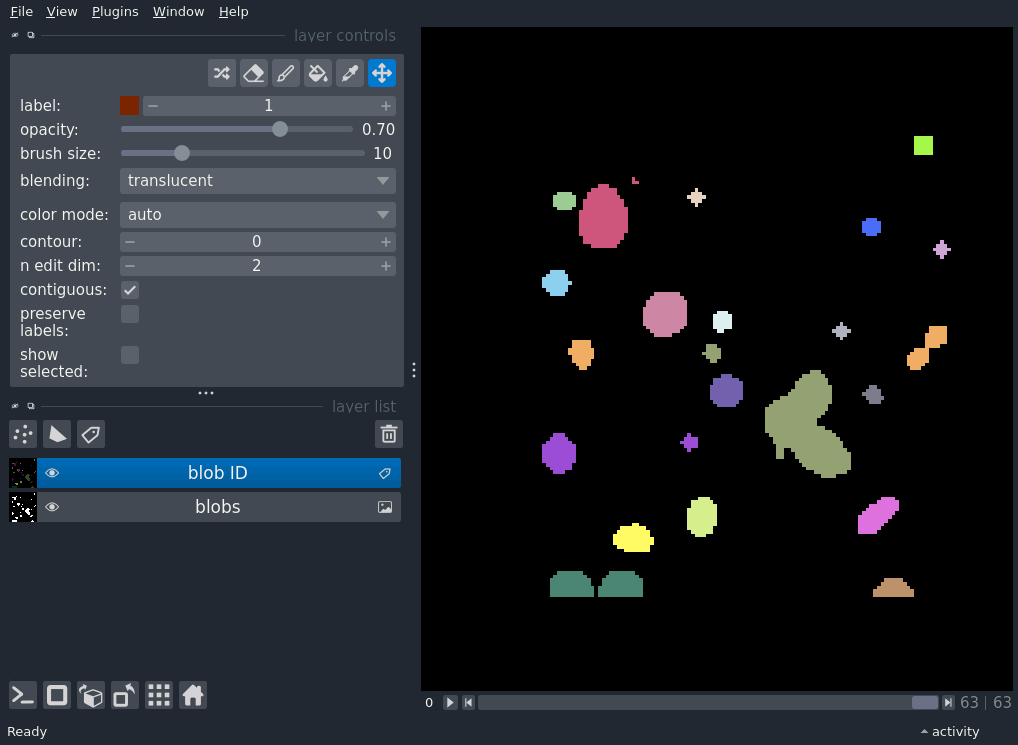 File View Plugins Window Help
layer controls
label: 1
opacity: 0.70
brush size: 10
blending: translucent
color mode: auto
contour: 0
n edit dim: 2
contiguous:
preserve
labels:
show
selected:
layer list
blob ID
blobs
0 63 | 63
Ready activity